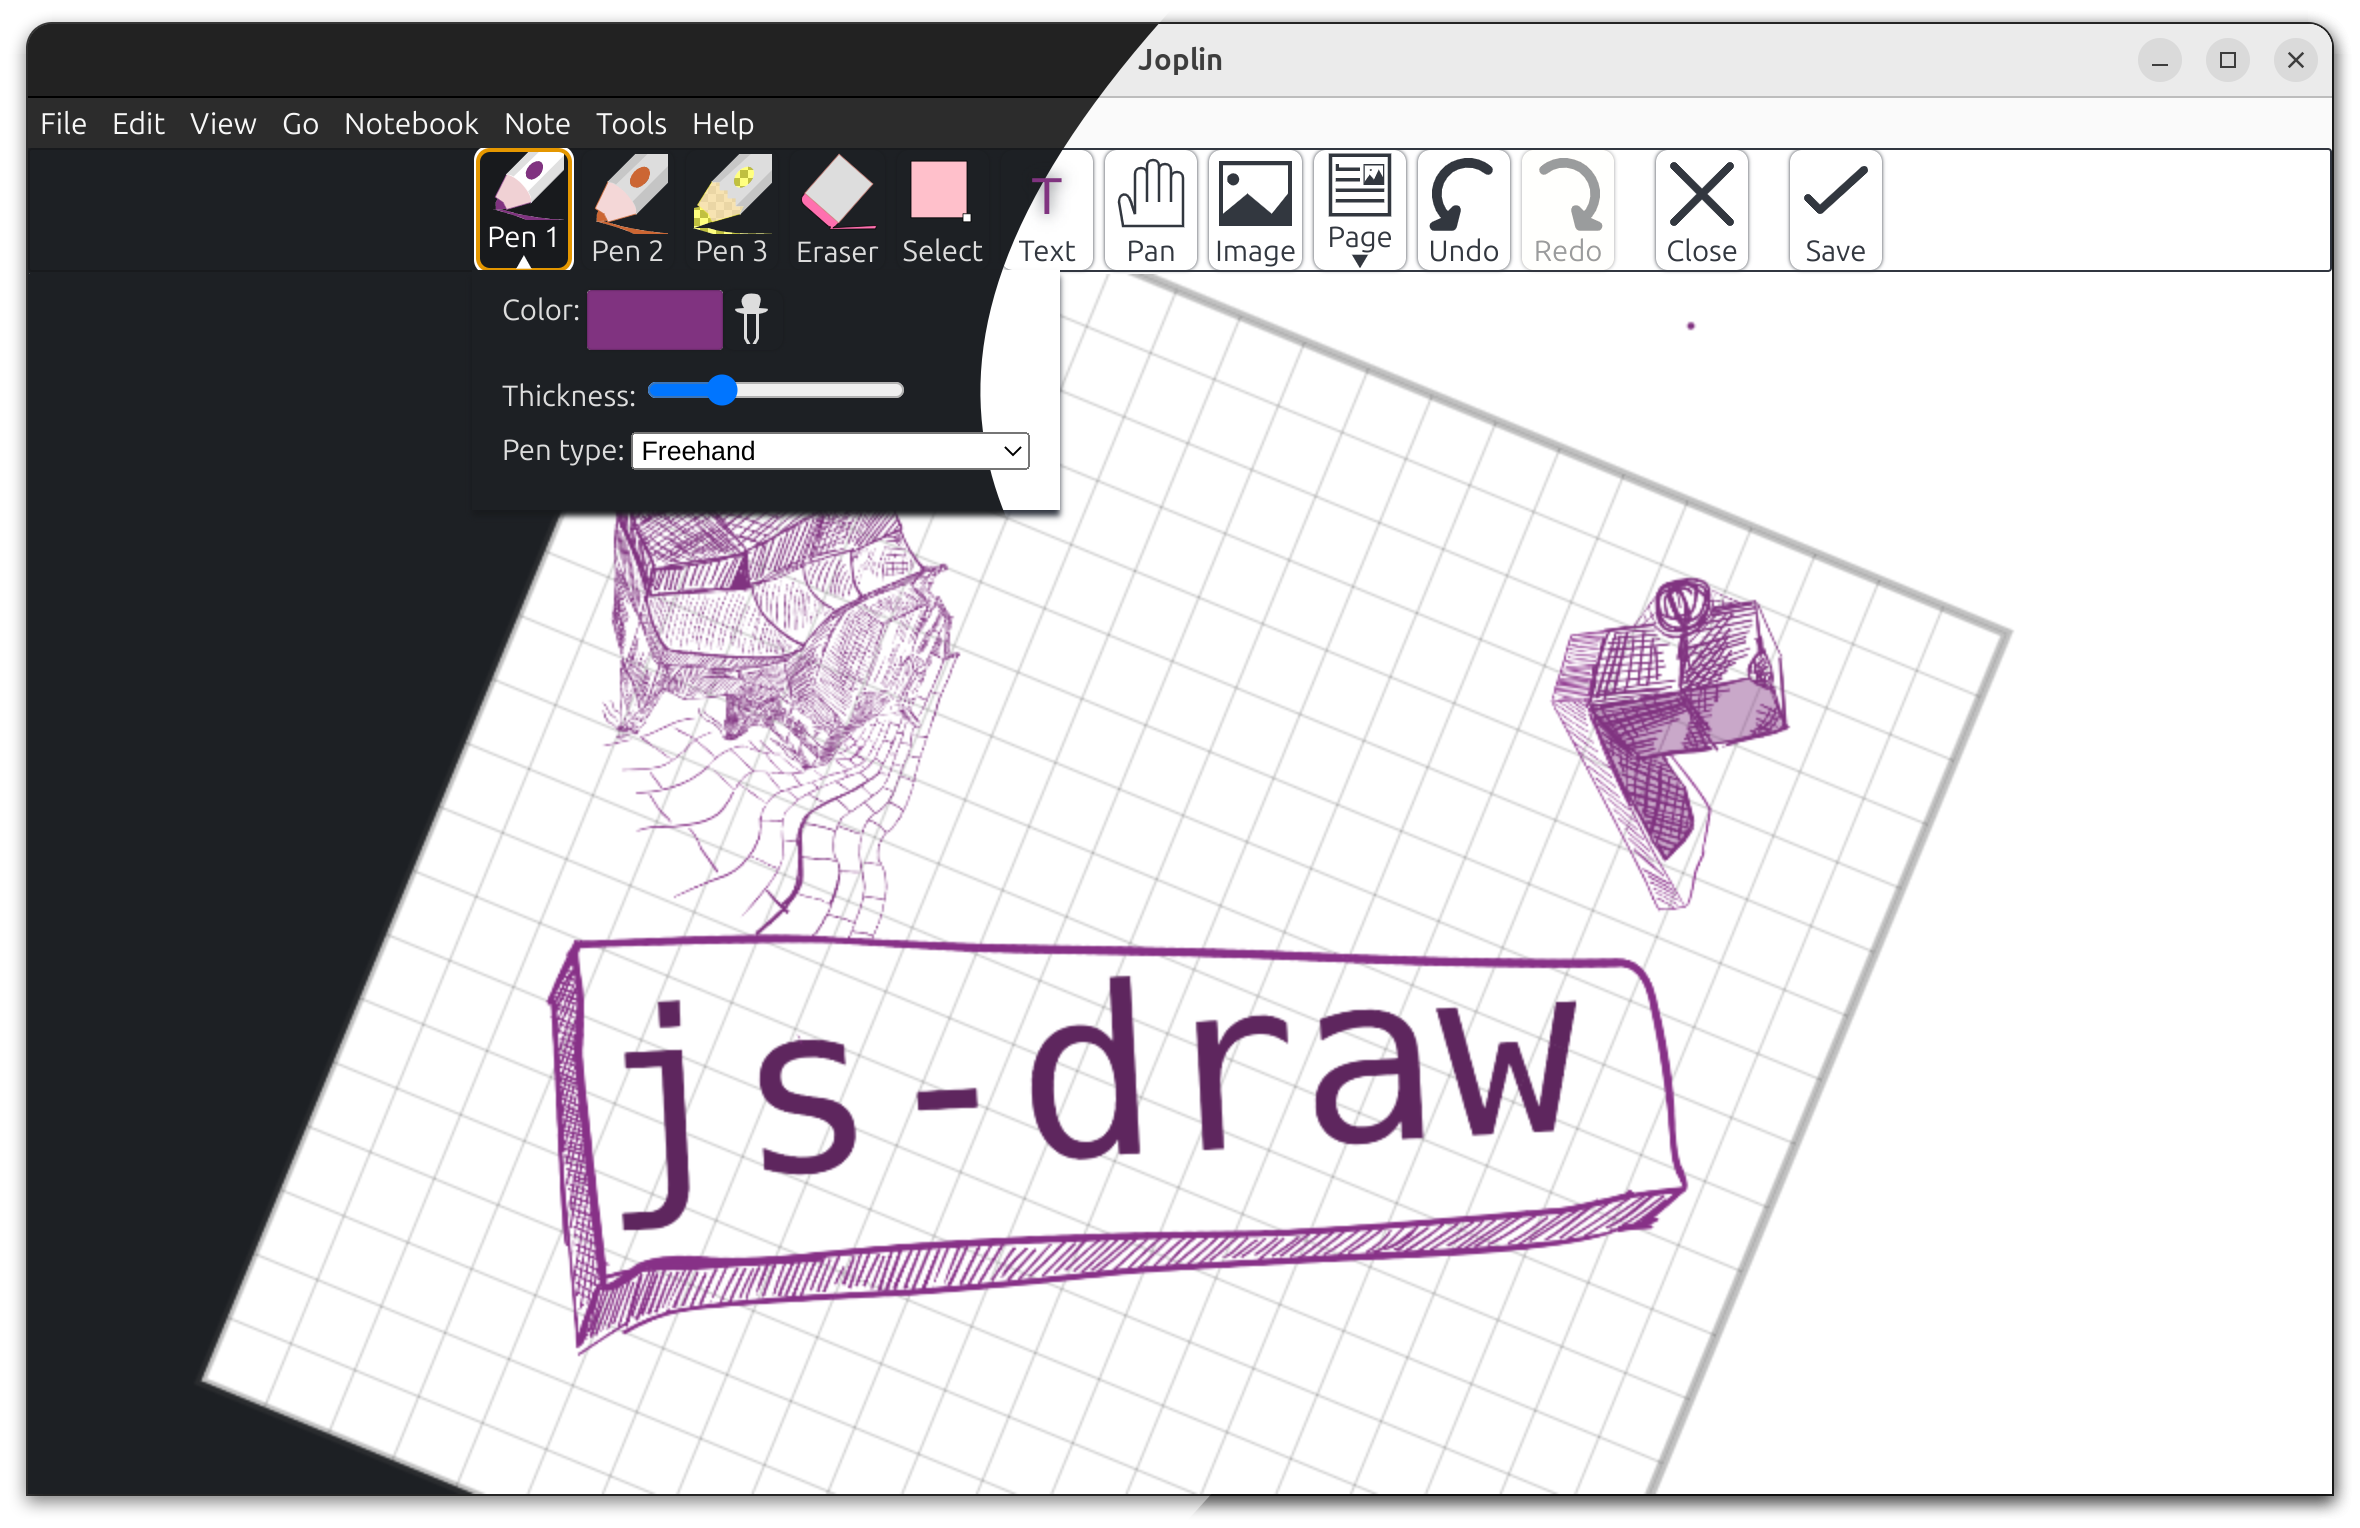 Joplin
File Edit View Go Notebook Note Tools Help
Pen 1 Pen 2 Pen 3 Eraser Select Text Pan Image Page Undo Redo Close Save
Color:
Thickness:
Pen type: Freehand
js-draw